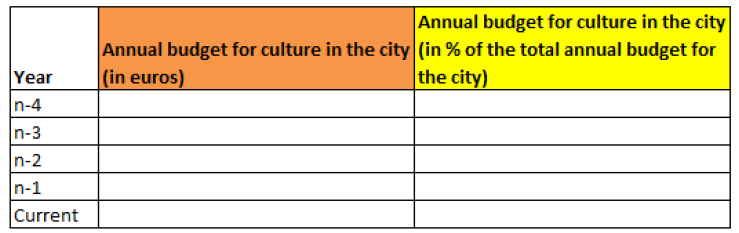 Year
Annual budget for culture in the city
(in euros)
Annual budget for culture in the city
(in % of the total annual budget for
the city)
n-4
n-3
n-2
n-1
Current